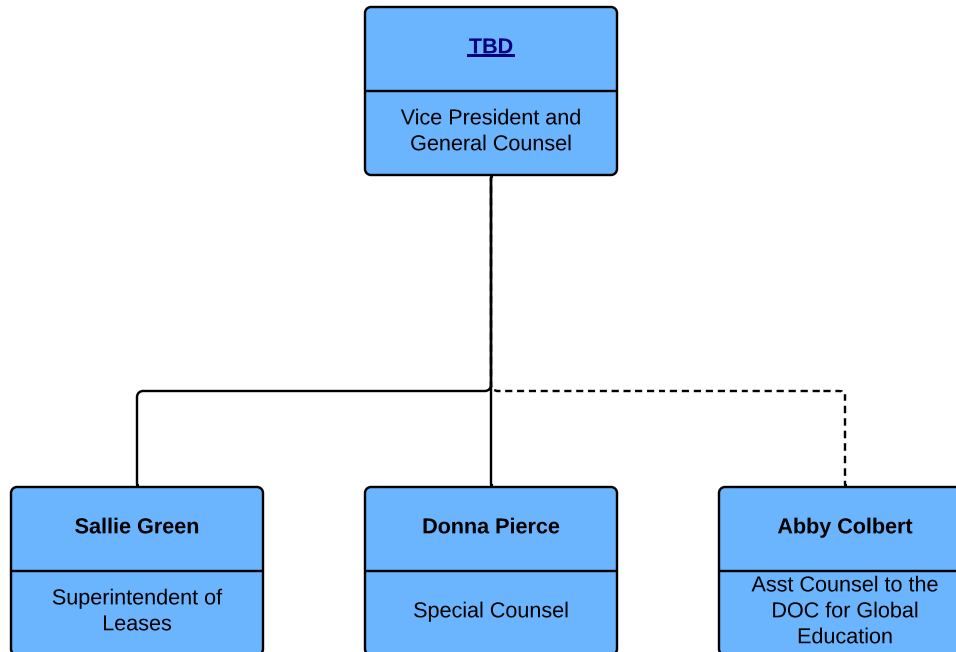 TBD
Vice President and
General Counsel
Sallie Green
Donna Pierce
Abby Colbert
Superintendent of
Leases
Special Counsel
Asst Counsel to the
DOC for Global
Education